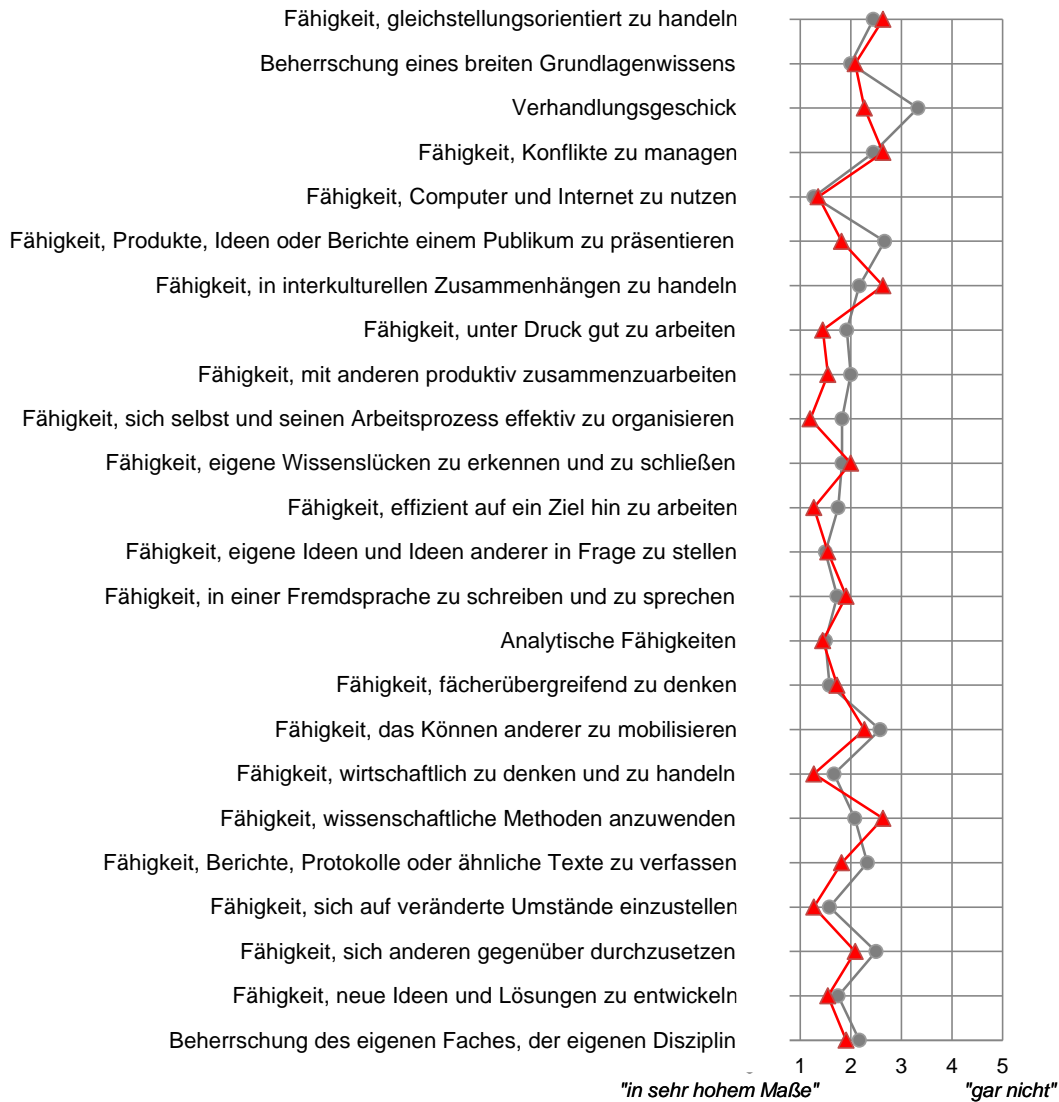 Fähigkeit, gleichstellungsorientiert zu handeln
Beherrschung eines breiten Grundlagenwissens
Verhandlungsgeschick
Fähigkeit, Konflikte zu managen
Fähigkeit, Computer und Internet zu nutzen
Fähigkeit, Produkte, Ideen oder Berichte einem Publikum zu präsentieren
Fähigkeit, in interkulturellen Zusammenhängen zu handeln
Fähigkeit, unter Druck gut zu arbeiten
Fähigkeit, mit anderen produktiv zusammenzuarbeiten
Fähigkeit, sich selbst und seinen Arbeitsprozess effektiv zu organisieren
Fähigkeit, eigene Wissenslücken zu erkennen und zu schließen
Fähigkeit, effizient auf ein Ziel hin zu arbeiten
Fähigkeit, eigene Ideen und Ideen anderer in Frage zu stellen
Fähigkeit, in einer Fremdsprache zu schreiben und zu sprechen
Analytische Fähigkeiten
Fähigkeit, fächerübergreifend zu denken
Fähigkeit, das Können anderer zu mobilisieren
Fähigkeit, wirtschaftlich zu denken und zu handeln
Fähigkeit, wissenschaftliche Methoden anzuwenden
Fähigkeit, Berichte, Protokolle oder ähnliche Texte zu verfassen
Fähigkeit, sich auf veränderte Umstände einzustellen
Fähigkeit, sich anderen gegenüber durchzusetzen
Fähigkeit, neue Ideen und Lösungen zu entwickeln
Beherrschung des eigenen Faches, der eigenen Disziplin
1 2 3 4 5
"in sehr hohem Maße" "gar nicht"